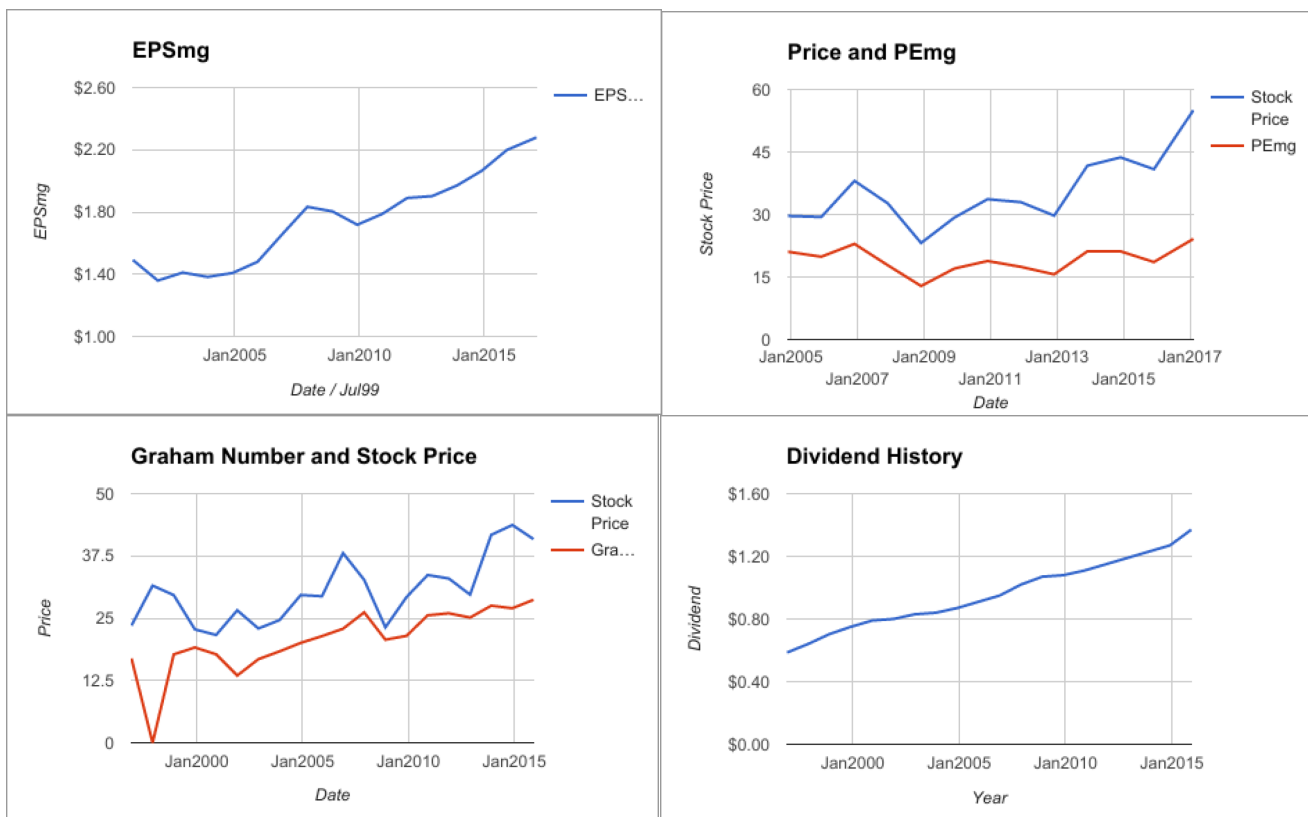 EPSmg
$2.60
$2.20
$1.80
$1.40
$1.00
EPSmg
EPS…
Jan2005 Jan2010 Jan2015
Date / Jul99
Price and PEmg
60
45
30
15
0
Stock Price
Stock
Price
PEmg
Jan2005 Jan2009 Jan2013 Jan2017
Jan2007 Jan2011 Jan2015
Date
Graham Number and Stock Price
50
37.5
25
12.5
0
Price
Stock
Price
Gra…
Jan2000 Jan2005 Jan2010 Jan2015
Date
Dividend History
$1.60
$1.20
$0.80
$0.40
$0.00
Dividend
Jan2000 Jan2005 Jan2010 Jan2015
Year